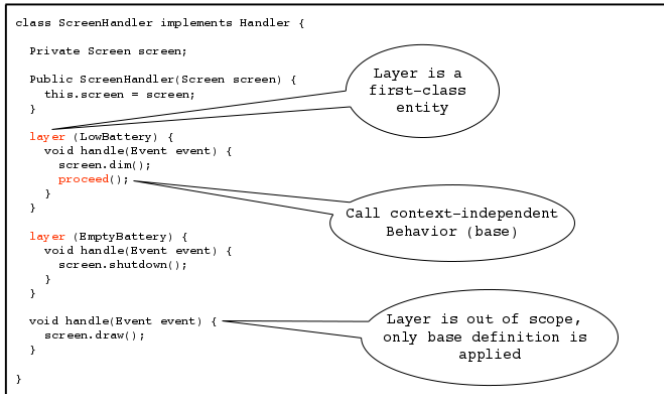 class ScreenHandler implements Handler {
Private Screen screen;
Public ScreenHandler(Screen screen) {
this.screen = screen;
}
layer (LowBattery) {
void handle(Event event) {
screen.dim();
proceed();
}
}
layer (EmptyBattery) {
void handle(Event event) {
screen.shutdown();
}
}
void handle(Event event) {
screen.draw();
}
}
Layer is a
first-class
entity
Call context-independent
Behavior (base)
Layer is out of scope,
only base definition is
applied